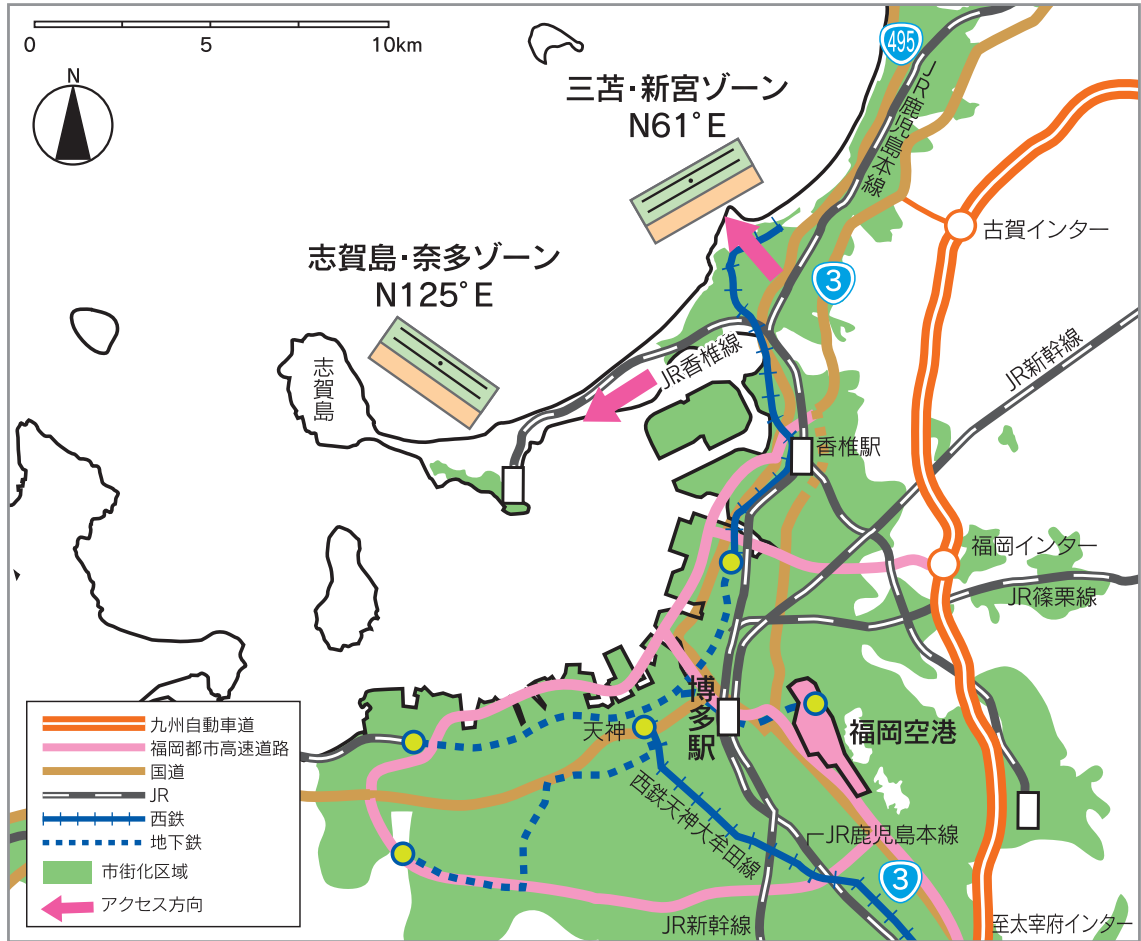 0 5 10km
N
495
三苫・新宮ゾーン
N61°E
JR鹿児島本線
古賀インター
志賀島・奈多ゾーン
N125°E
3
志賀島
JR香椎線
JR新幹線
香椎駅
福岡インター
JR篠栗線
博多駅
天神
福岡空港
西鉄天神大牟田線
JR鹿児島本線
3
JR新幹線
至太宰府インター
九州自動車道
福岡都市高速道路
国道
JR
西鉄
地下鉄
市街化区域
アクセス方向